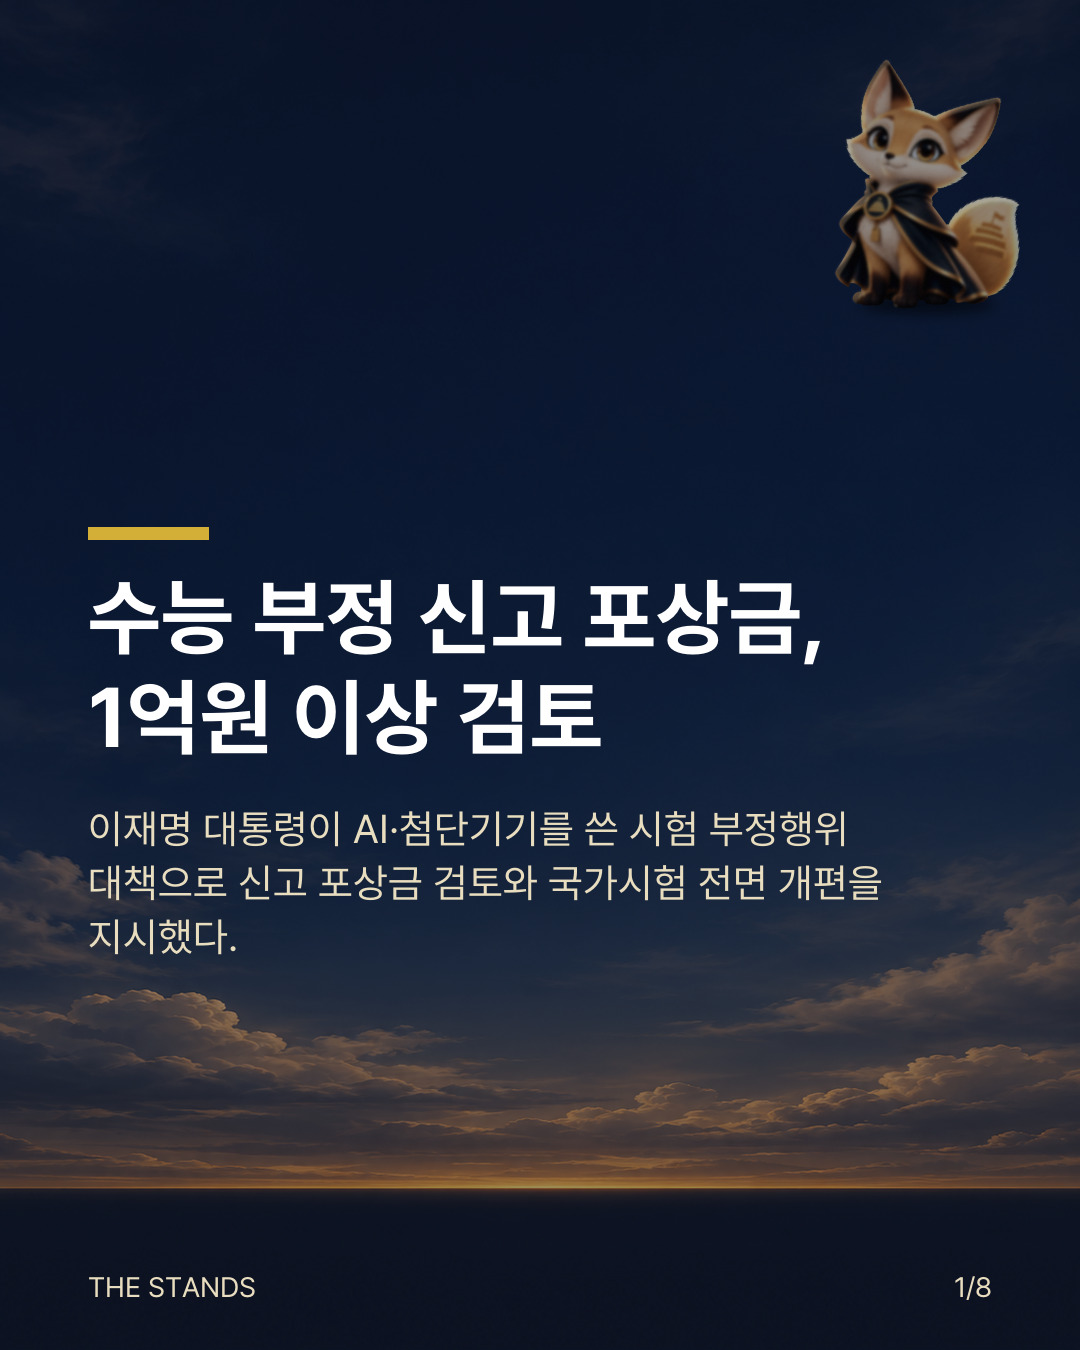 수능 부정 신고 포상금,
1억원 이상 검토
이재명 대통령이 AI·첨단기기를 쓴 시험 부정행위
대책으로 신고 포상금 검토와 국가시험 전면 개편을
지시했다.
THE STANDS
1/8